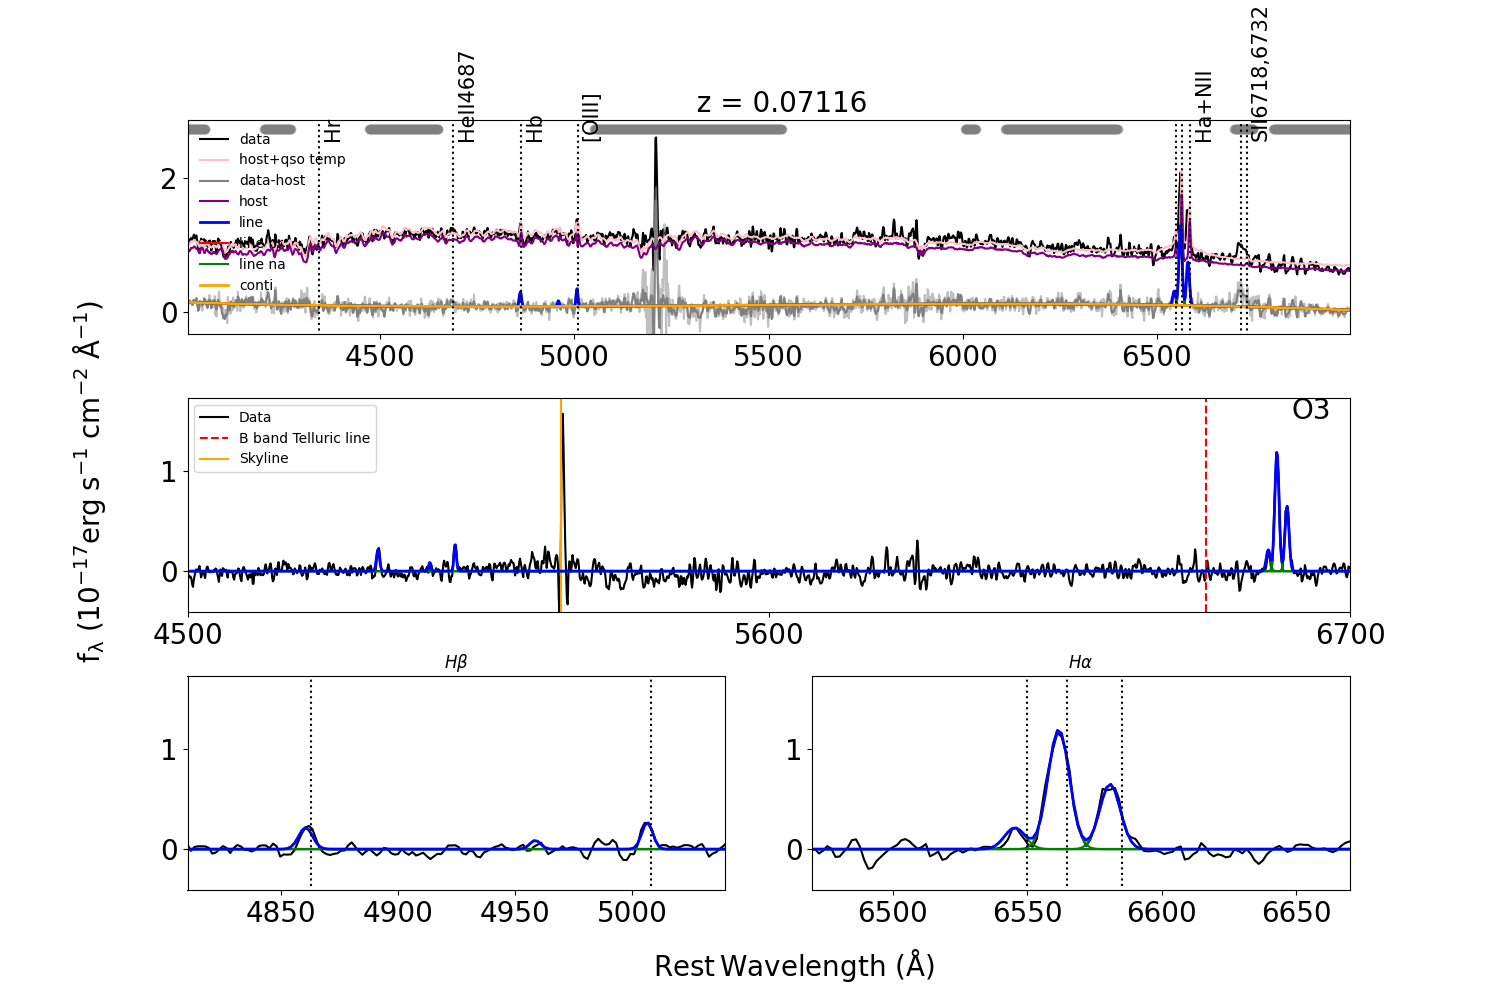 z = 0.07116
Hr
HeII4687
Hb
[OIII]
Ha+NII
SII6718,6732
data
host+qso temp
data-host
host
line
line na
conti
2
0
4500
5000
5500
6000
6500
fλ (10⁻¹⁷erg s⁻¹ cm⁻² Å⁻¹)
Data
B band Telluric line
Skyline
O3
1
0
4500
5600
6700
Hβ
1
0
4850
4900
4950
5000
Hα
1
0
6500
6550
6600
6650
Rest Wavelength (Å)